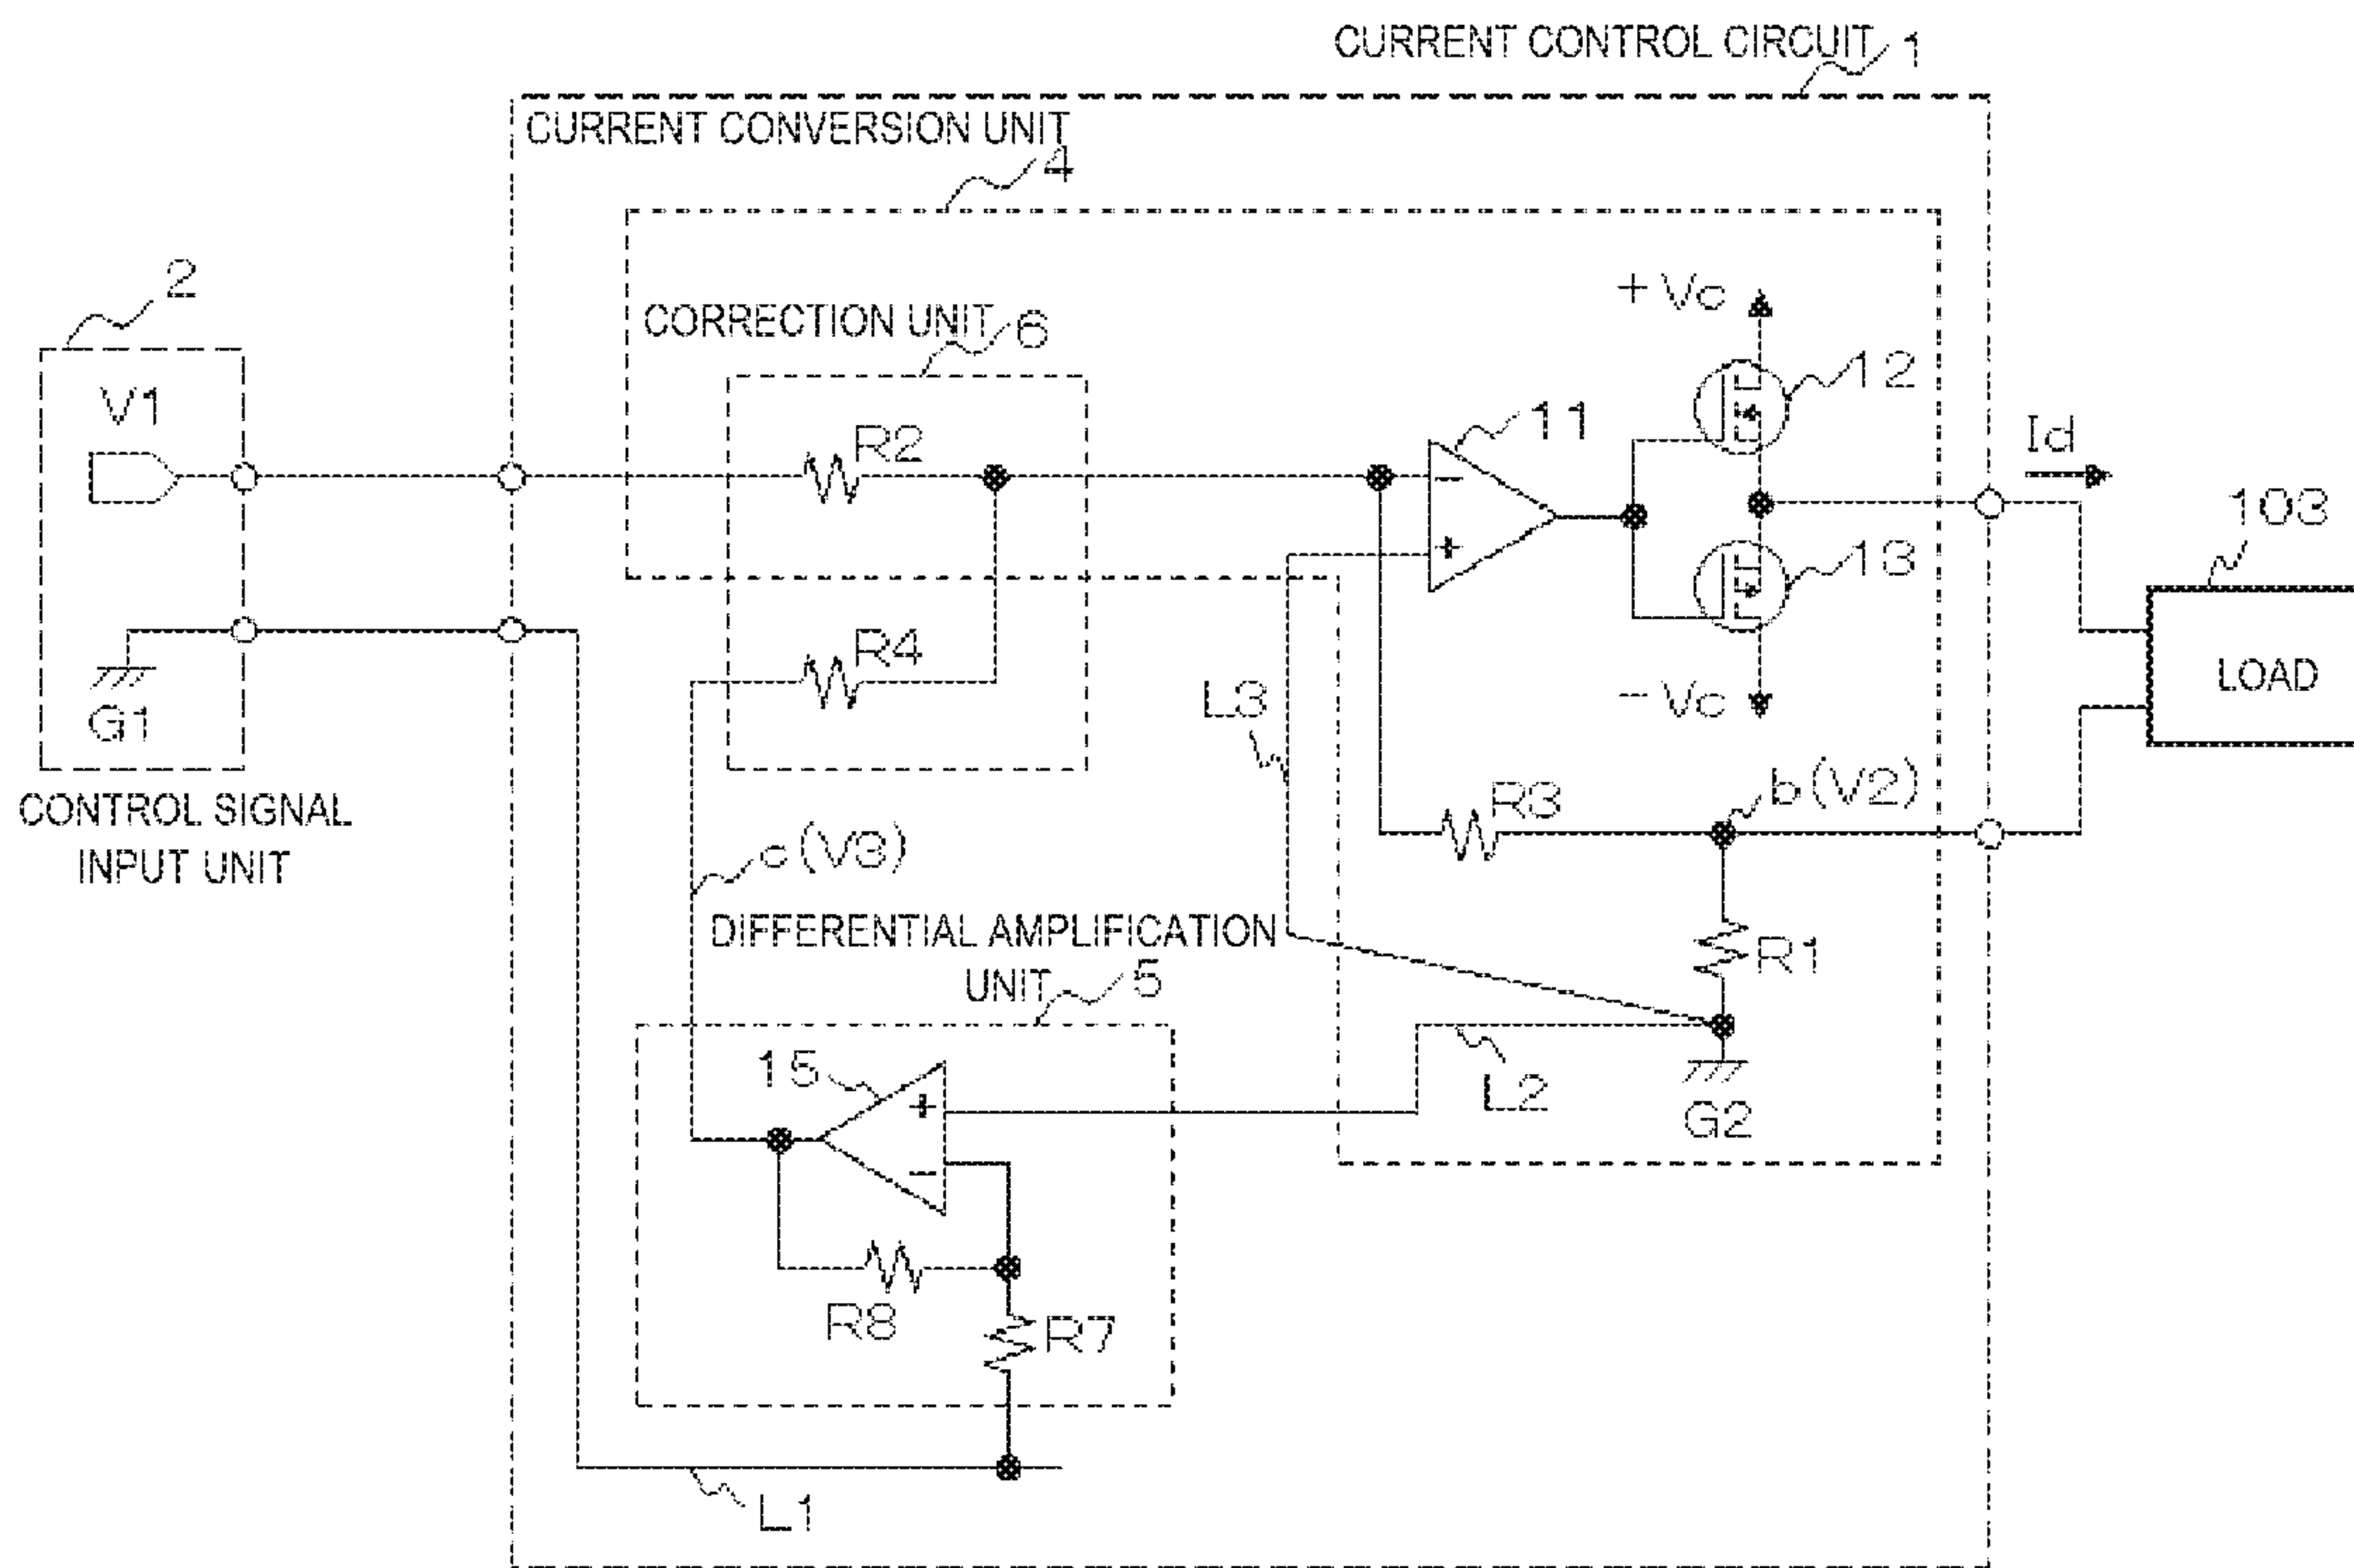 CURRENT CONTROL CIRCUIT 1
CURRENT CONVERSION UNIT
4
2
CORRECTION UNIT 6
+Vc
12
V1
R2
11
Id
103
13
R4
LOAD
G1
L3
-Vc
CONTROL SIGNAL
INPUT UNIT
R3
b(V2)
c(V3)
DIFFERENTIAL AMPLIFICATION
UNIT 5
R1
15
L2
G2
R8
R7
L1
-
+
+
-